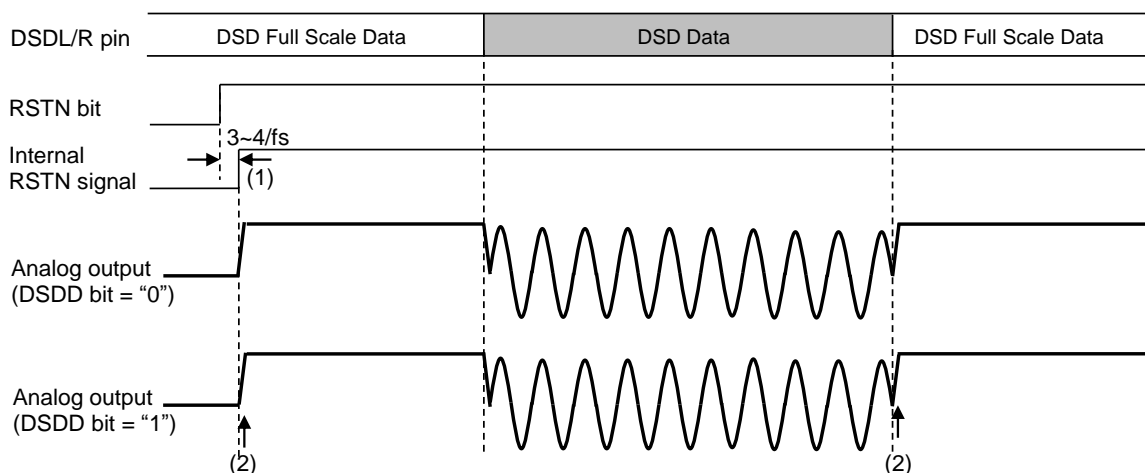 DSDL/R pin
DSD Full Scale Data
DSD Data
DSD Full Scale Data
RSTN bit
3~4/fs
Internal
RSTN signal
(1)
Analog output
(DSDD bit = “0”)
Analog output
(DSDD bit = “1”)
(2)
(2)